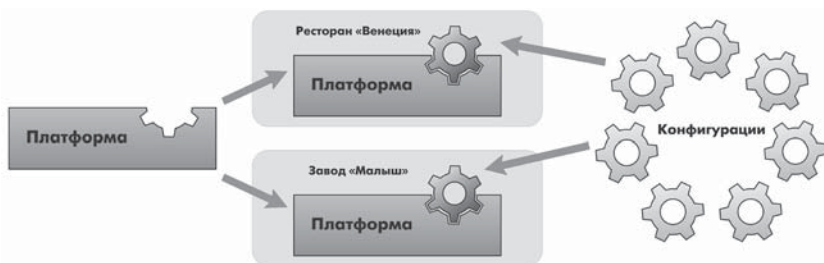 Ресторан «Венеция»
Платформа
Платформа
Конфигурации
Завод «Малыш»
Платформа